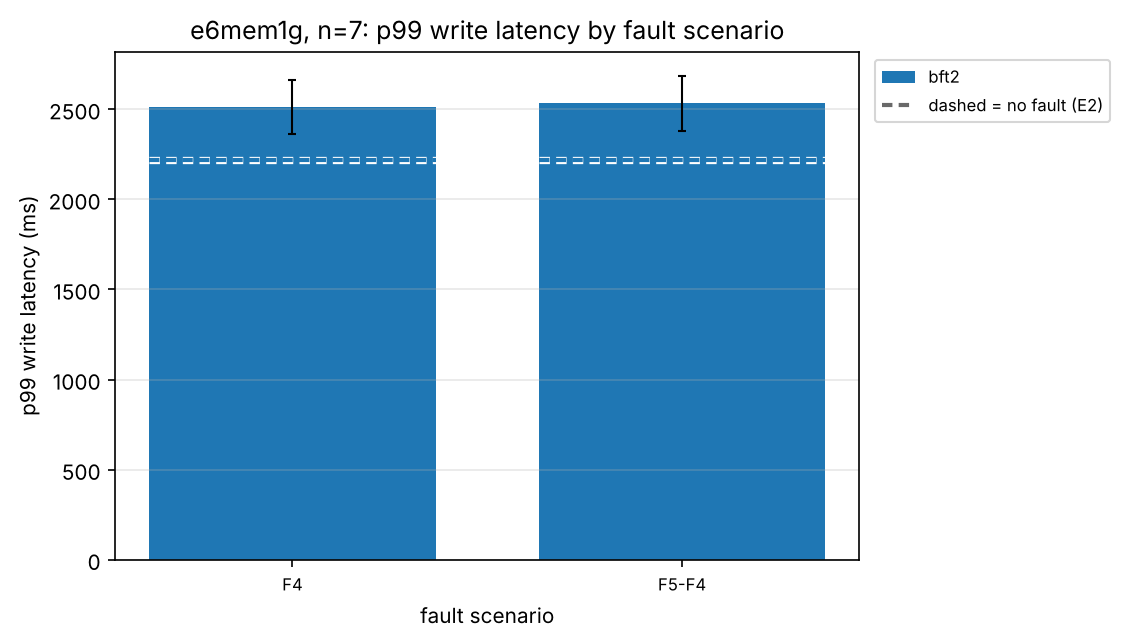 e6mem1g, n=7: p99 write latency by fault scenario
bft2
dashed = no fault (E2)
p99 write latency (ms)
2500
2000
1500
1000
500
0
F4
F5-F4
fault scenario